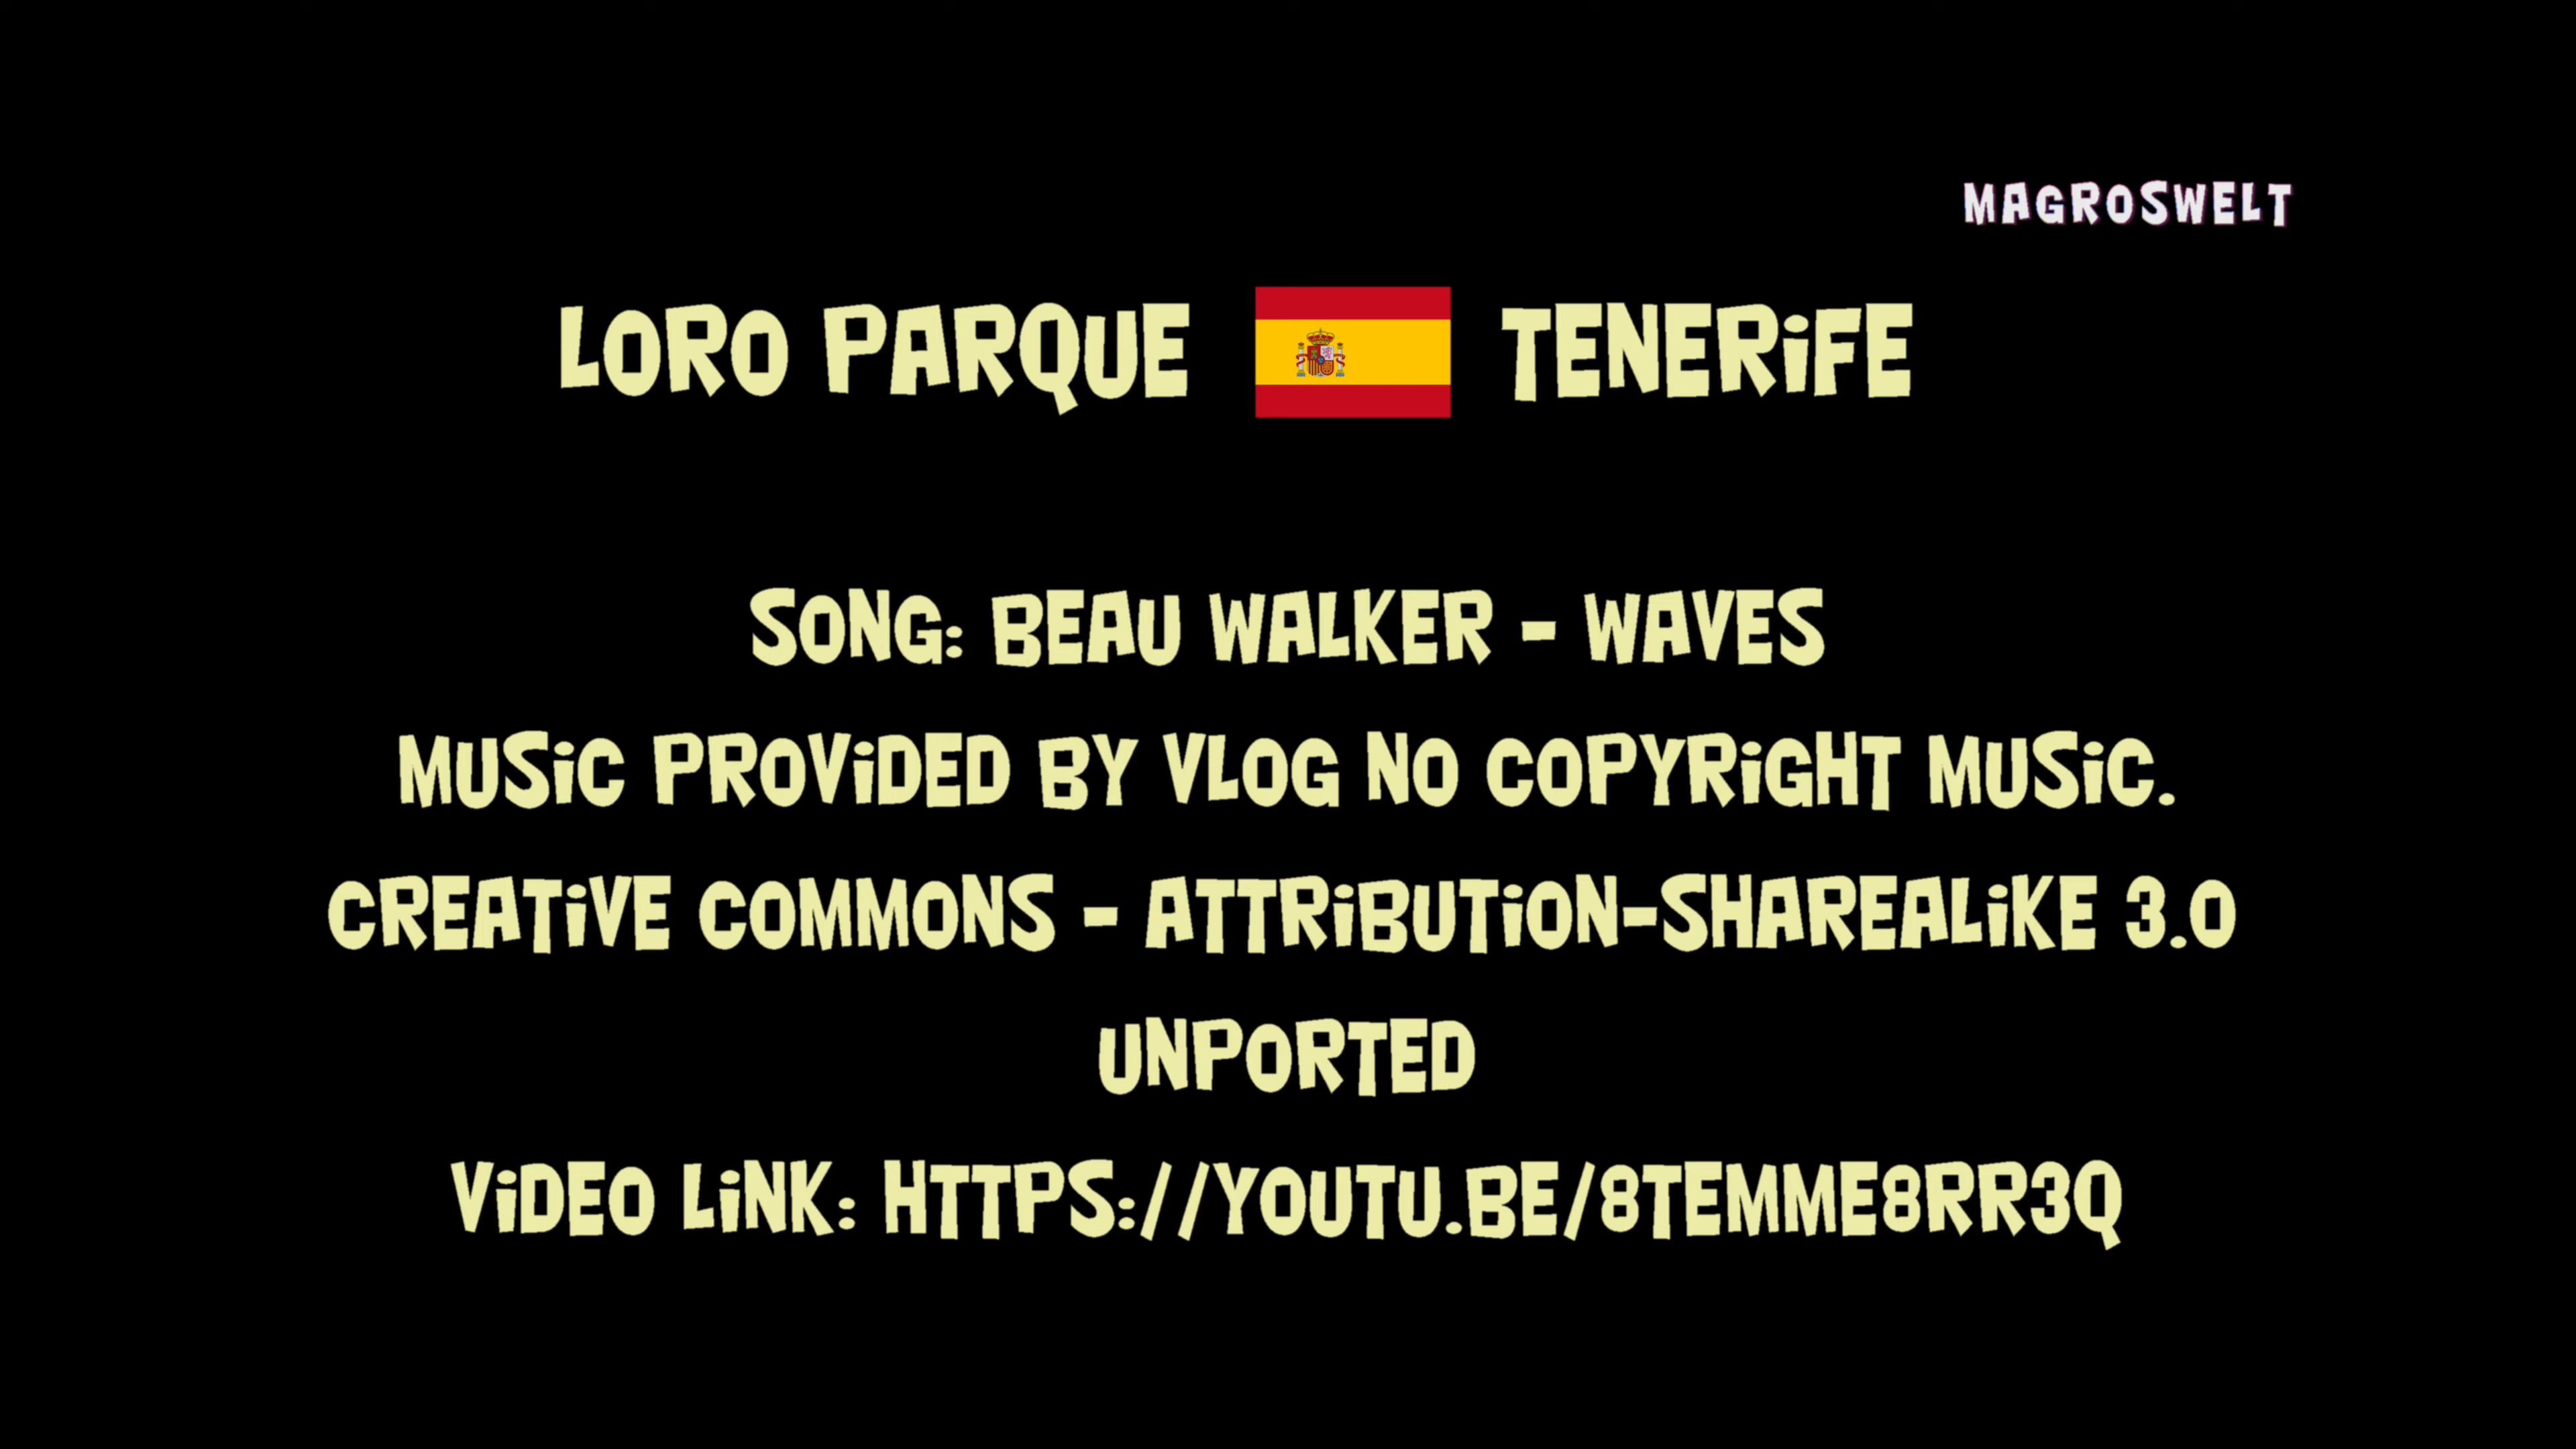 MAGROSWELT
LORO PARQUE TENERiFE
SONG: BEAU WALKER - WAVES
MUSiC PROViDED BY VLOG NO COPYRiGHT MUSiC.
CREATiVE COMMONS - ATTRiBUTiON-SHAREALiKE 3.0
UNPORTED
ViDEO LiNK: HTTPS://YOUTU.BE/8TEMME8RR3Q